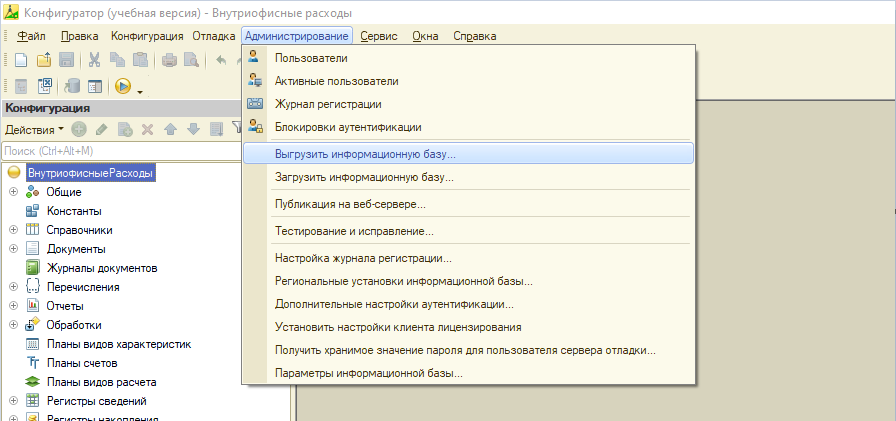 Конфигуратор (учебная версия) - Внутриофисные расходы
Файл Правка Конфигурация Отладка Администрирование Сервис Окна Справка
Пользователи
Активные пользователи
Журнал регистрации
Блокировки аутентификации
Выгрузить информационную базу...
Загрузить информационную базу...
Публикация на веб-сервере...
Тестирование и исправление...
Настройка журнала регистрации...
Региональные установки информационной базы...
Дополнительные настройки аутентификации...
Установить настройки клиента лицензирования
Получить хранимое значение пароля для пользователя сервера отладки...
Параметры информационной базы...
Конфигурация
Действия
Поиск (Ctrl+Alt+M)
ВнутриофисныеРасходы
Общие
Константы
Справочники
Документы
Журналы документов
Перечисления
Отчеты
Обработки
Планы видов характеристик
Планы счетов
Планы видов расчета
Регистры сведений
Регистры накопления